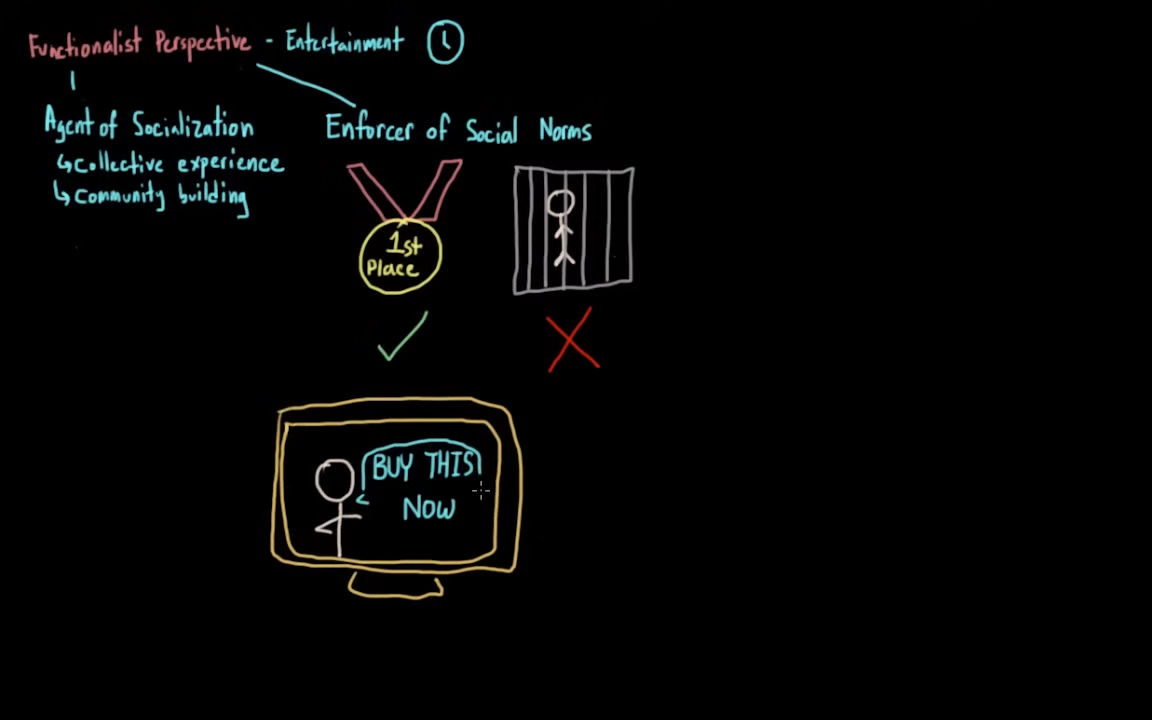 Functionalist Perspective - Entertainment
Agent of Socialization
↳ Collective experience
↳ Community building
Enforcer of Social Norms
1st
Place
BUY THIS
NOW